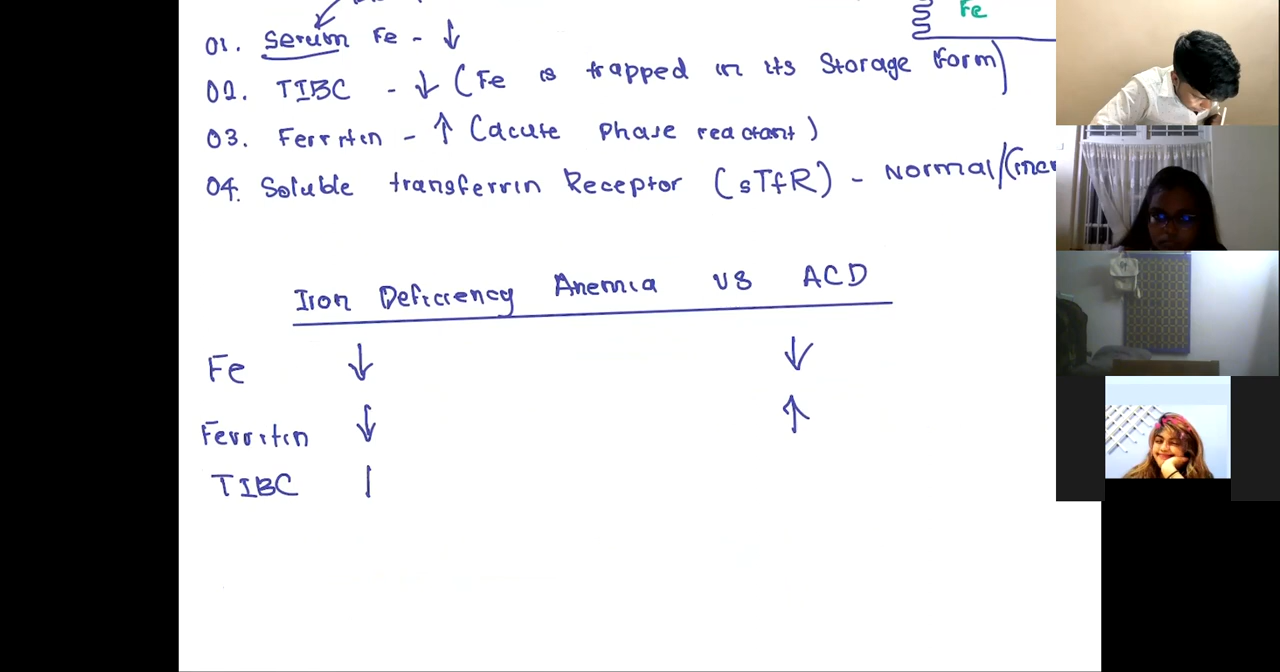 Fe
01. Serum Fe - ↓
02. TIBC - ↓ (Fe is trapped in its storage form)
03. Ferritin - ↑ (acute phase reactant)
04. Soluble transferrin Receptor (sTfR) - Normal/
Iron Deficiency Anemia vs ACD
Fe ↓ ↓
Ferritin ↓ ↑
TIBC |